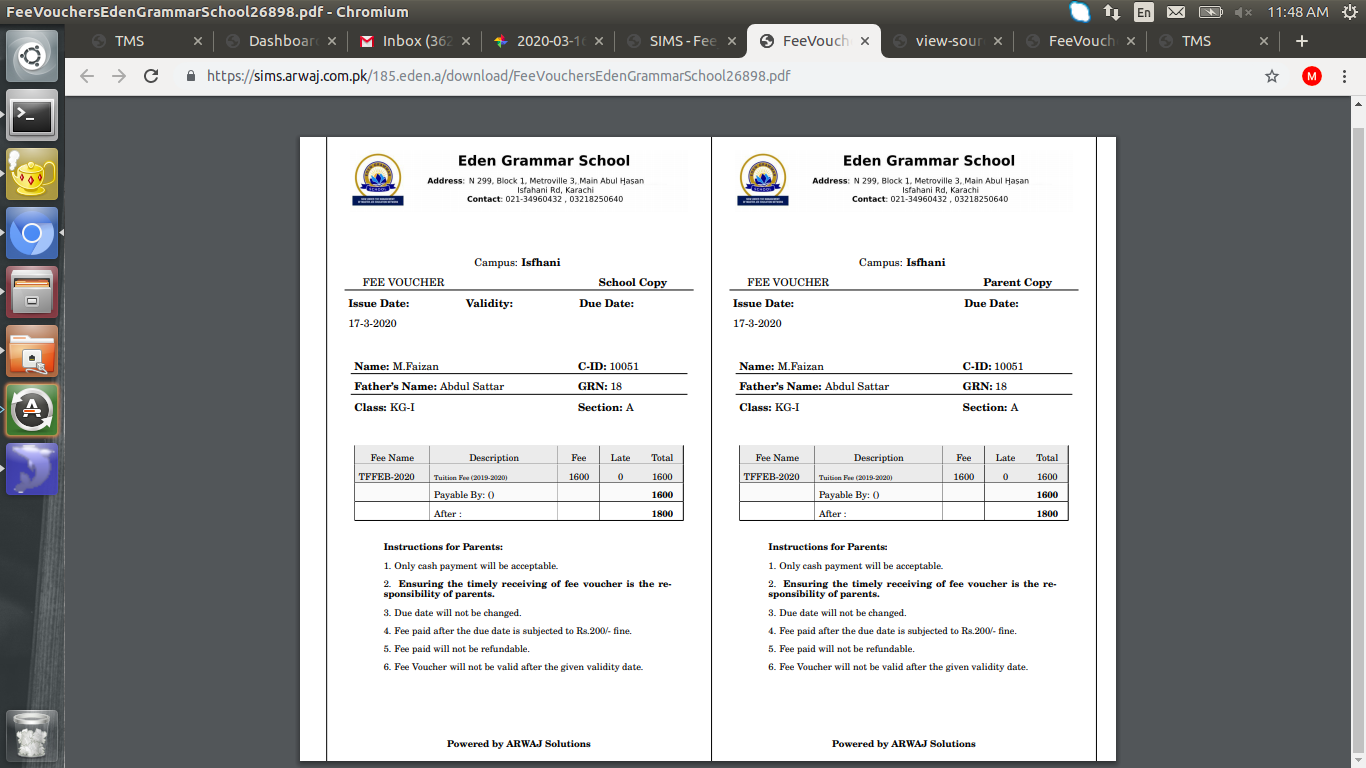 FeeVouchersEdenGrammarSchool26898.pdf - Chromium
En
11:48 AM
TMS
Dashboar
Inbox (362
2020-03-16
SIMS - Fee
FeeVouch
view-sour
FeeVouch
TMS
https://sims.arwaj.com.pk/185.eden.a/download/FeeVouchersEdenGrammarSchool26898.pdf
M
Eden Grammar School
Address: N 299, Block 1, Metroville 3, Main Abul Hasan
Isfahani Rd, Karachi
Contact: 021-34960432 , 03218250640
SCHOOL
Campus: Isfhani
FEE VOUCHER School Copy
Issue Date: Validity: Due Date:
17-3-2020
Name: M.Faizan C-ID: 10051
Father's Name: Abdul Sattar GRN: 18
Class: KG-I Section: A
Fee Name Description Fee Late Total
TFFEB-2020 Tuition Fee (2019-2020) 1600 0 1600
Payable By: () 1600
After : 1800
Instructions for Parents:
1. Only cash payment will be acceptable.
2. Ensuring the timely receiving of fee voucher is the re-
sponsibility of parents.
3. Due date will not be changed.
4. Fee paid after the due date is subjected to Rs.200/- fine.
5. Fee paid will not be refundable.
6. Fee Voucher will not be valid after the given validity date.
Powered by ARWAJ Solutions
Eden Grammar School
Address: N 299, Block 1, Metroville 3, Main Abul Hasan
Isfahani Rd, Karachi
Contact: 021-34960432 , 03218250640
SCHOOL
Campus: Isfhani
FEE VOUCHER Parent Copy
Issue Date: Due Date:
17-3-2020
Name: M.Faizan C-ID: 10051
Father's Name: Abdul Sattar GRN: 18
Class: KG-I Section: A
Fee Name Description Fee Late Total
TFFEB-2020 Tuition Fee (2019-2020) 1600 0 1600
Payable By: () 1600
After : 1800
Instructions for Parents:
1. Only cash payment will be acceptable.
2. Ensuring the timely receiving of fee voucher is the re-
sponsibility of parents.
3. Due date will not be changed.
4. Fee paid after the due date is subjected to Rs.200/- fine.
5. Fee paid will not be refundable.
6. Fee Voucher will not be valid after the given validity date.
Powered by ARWAJ Solutions